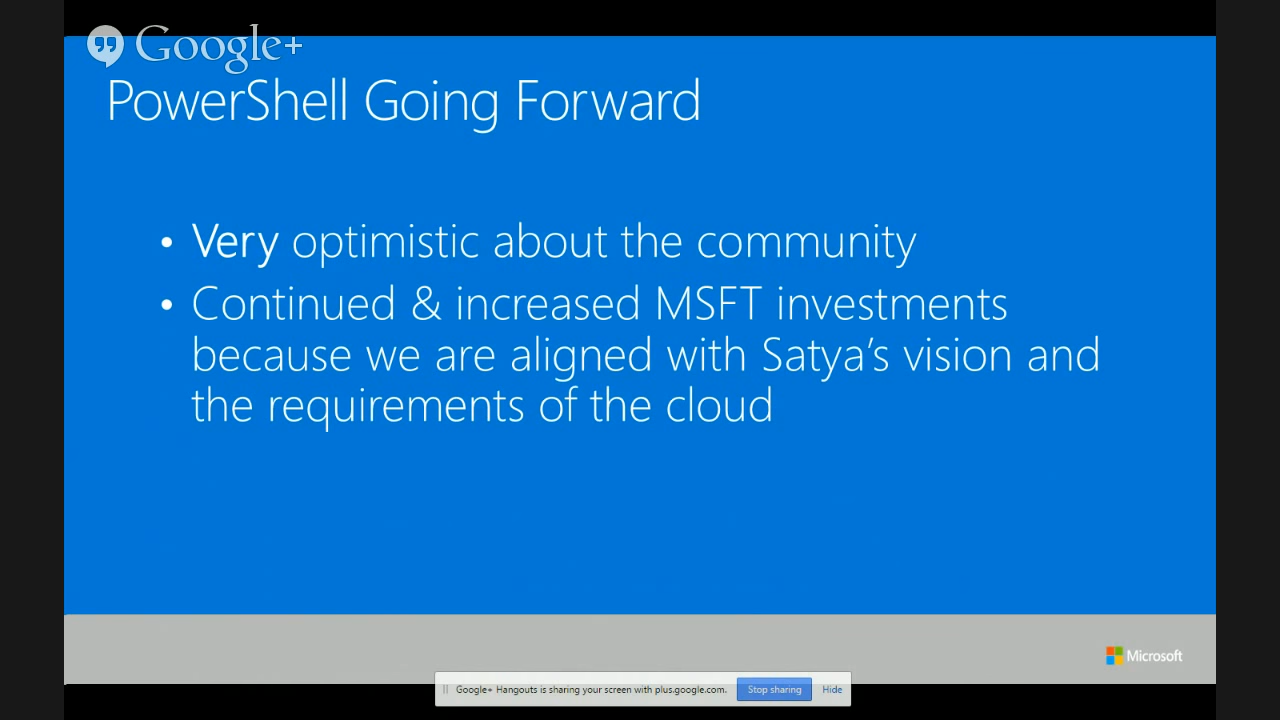 Google+
PowerShell Going Forward
• Very optimistic about the community
• Continued & increased MSFT investments
because we are aligned with Satya's vision and
the requirements of the cloud
Microsoft
Google+ Hangouts is sharing your screen with plus.google.com. Stop sharing Hide